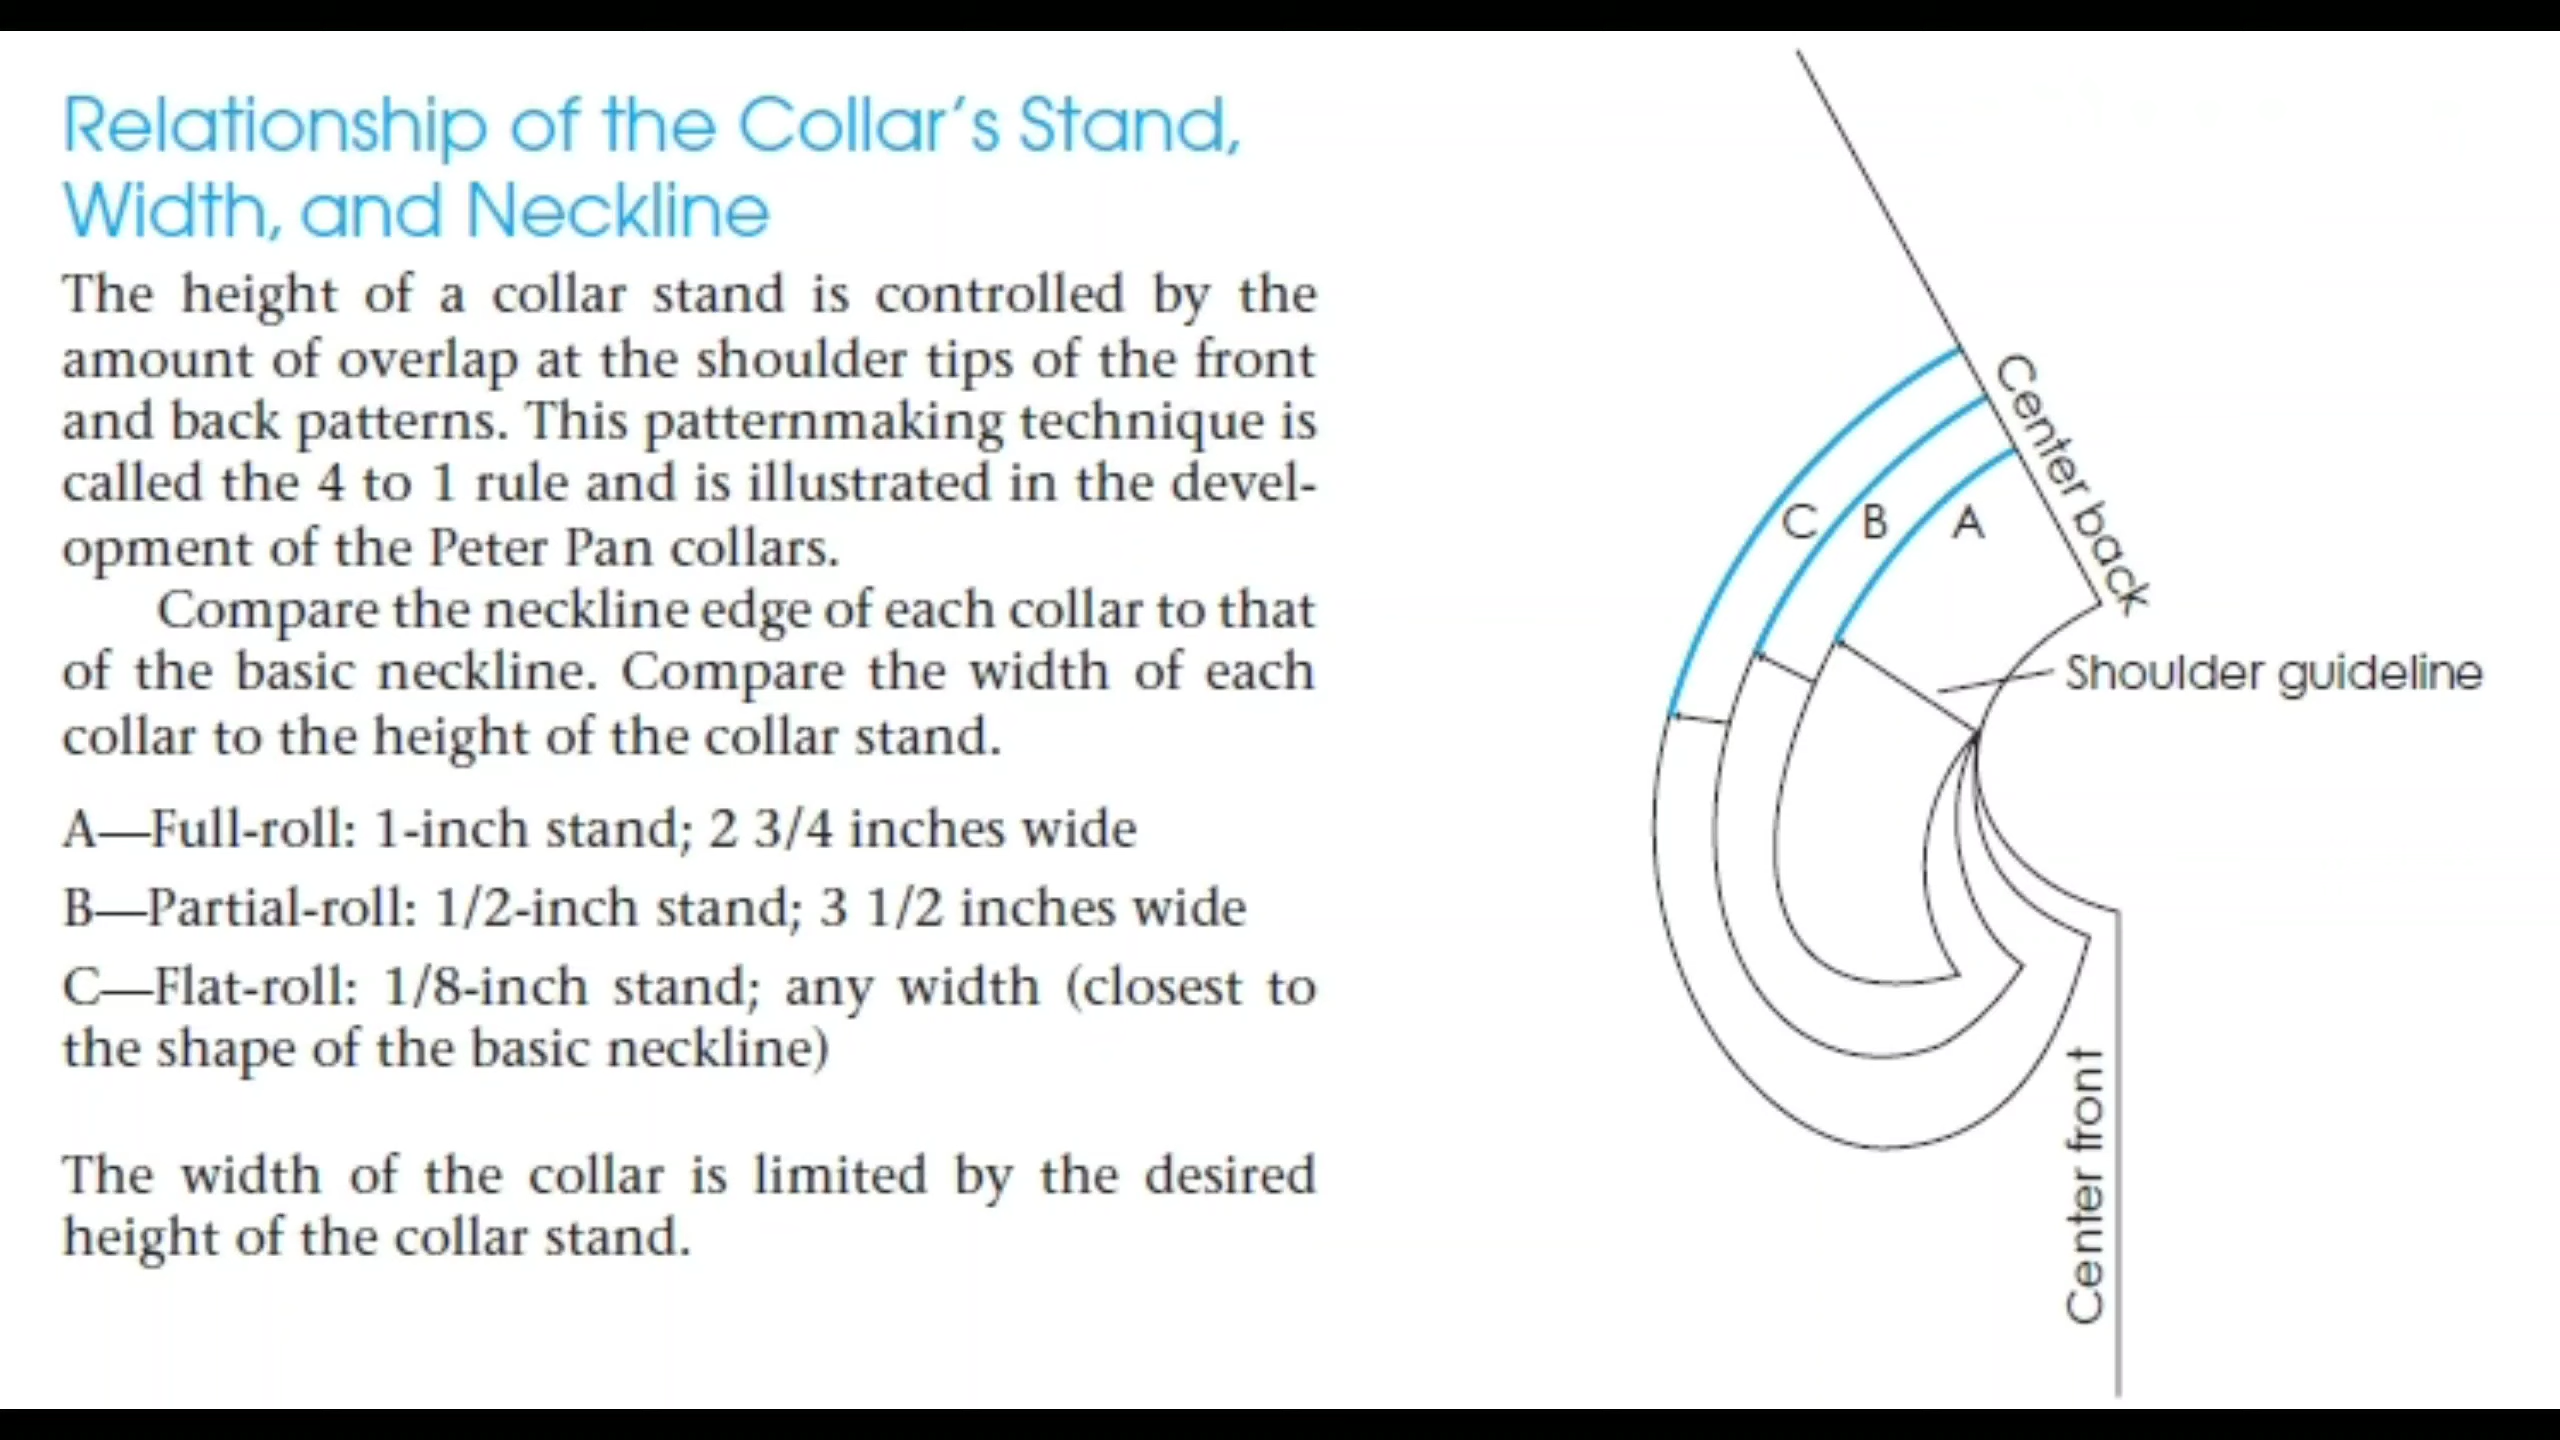 Relationship of the Collar's Stand,
Width, and Neckline
The height of a collar stand is controlled by the
amount of overlap at the shoulder tips of the front
and back patterns. This patternmaking technique is
called the 4 to 1 rule and is illustrated in the devel-
opment of the Peter Pan collars.
Compare the neckline edge of each collar to that
of the basic neckline. Compare the width of each
collar to the height of the collar stand.
A—Full-roll: 1-inch stand; 2 3/4 inches wide
B—Partial-roll: 1/2-inch stand; 3 1/2 inches wide
C—Flat-roll: 1/8-inch stand; any width (closest to
the shape of the basic neckline)
The width of the collar is limited by the desired
height of the collar stand.
Center back
C B A
Shoulder guideline
Center front